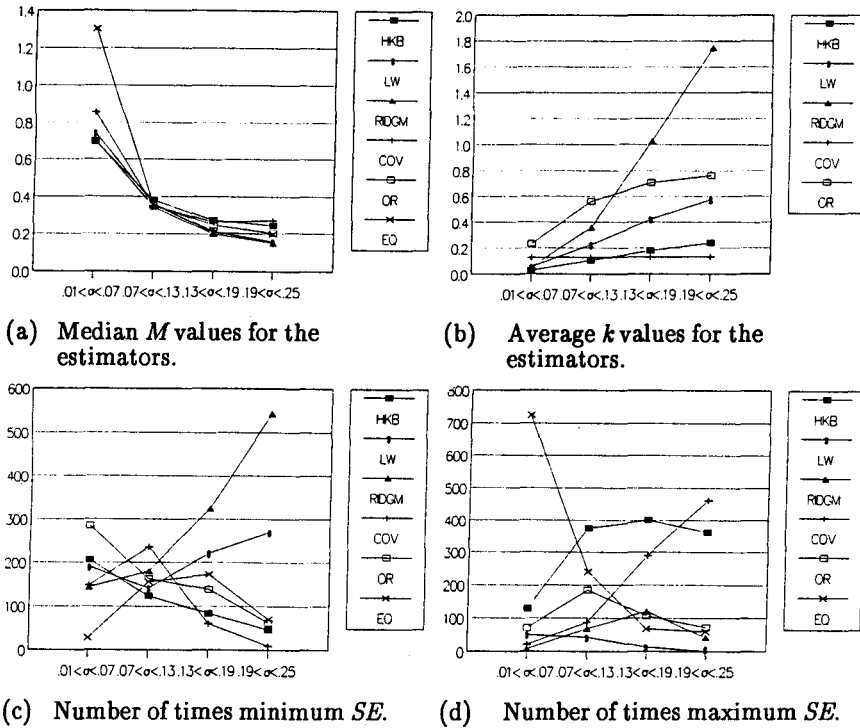 1.4
1.2
1.0
0.8
0.6
0.4
0.2
0.0
.01<σ<.07 .07<σ<.13 .13<σ<.19 .19<σ<.25
HKB
LW
RIDGM
COV
OR
EQ
(a) Median M values for the
estimators.
2.0
1.8
1.6
1.4
1.2
1.0
0.8
0.6
0.4
0.2
0.0
.01<σ<.07 .07<σ<.13 .13<σ<.19 .19<σ<.25
HKB
LW
RIDGM
COV
OR
(b) Average k values for the
estimators.
600
500
400
300
200
100
0
.01<σ<.07 .07<σ<.13 .13<σ<.19 .19<σ<.25
HKB
LW
RIDGM
COV
OR
EQ
(c) Number of times minimum SE.
800
700
600
500
400
300
200
100
0
.01<σ<.07 .07<σ<.13 .13<σ<.19 .19<σ<.25
HKB
LW
RIDGM
COV
OR
EQ
(d) Number of times maximum SE.